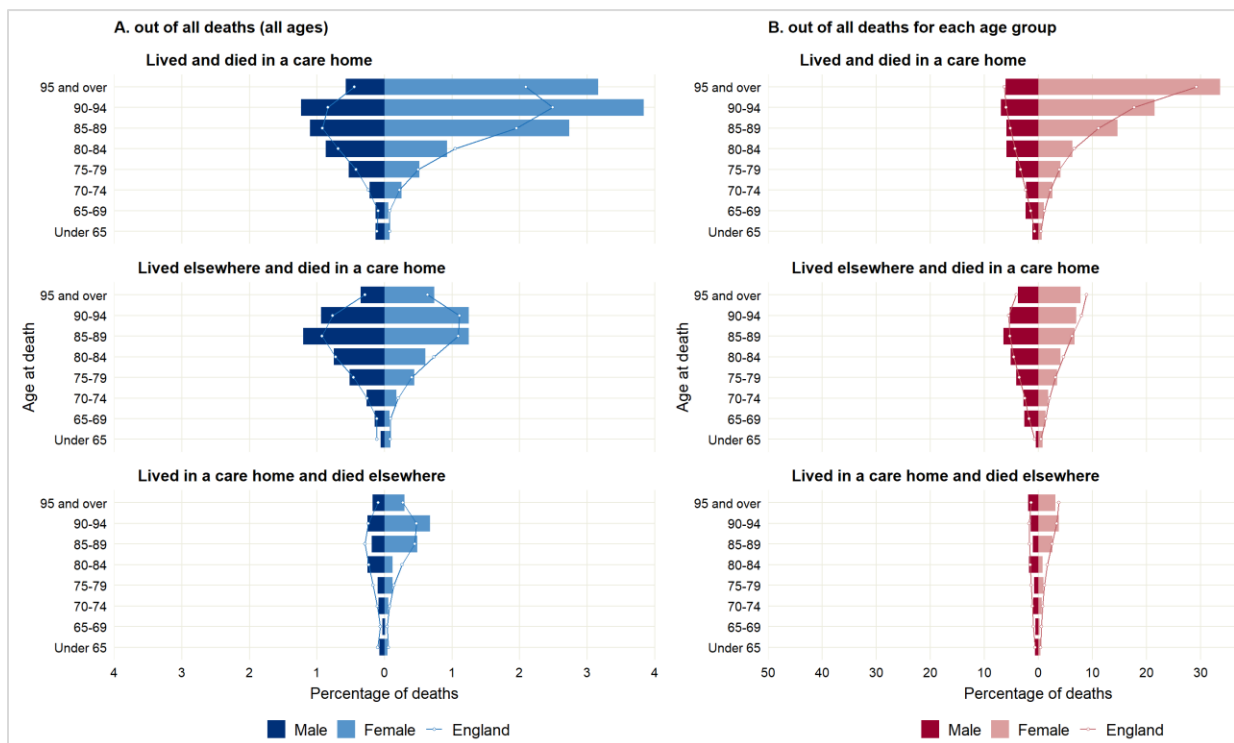 A. out of all deaths (all ages)
Lived and died in a care home
95 and over
90-94
85-89
80-84
75-79
70-74
65-69
Under 65
Lived elsewhere and died in a care home
95 and over
90-94
85-89
80-84
75-79
70-74
65-69
Under 65
Age at death
Lived in a care home and died elsewhere
95 and over
90-94
85-89
80-84
75-79
70-74
65-69
Under 65
4 3 2 1 0 1 2 3 4
Percentage of deaths
Male Female England
B. out of all deaths for each age group
Lived and died in a care home
95 and over
90-94
85-89
80-84
75-79
70-74
65-69
Under 65
Lived elsewhere and died in a care home
95 and over
90-94
85-89
80-84
75-79
70-74
65-69
Under 65
Age at death
Lived in a care home and died elsewhere
95 and over
90-94
85-89
80-84
75-79
70-74
65-69
Under 65
50 40 30 20 10 0 10 20 30
Percentage of deaths
Male Female England